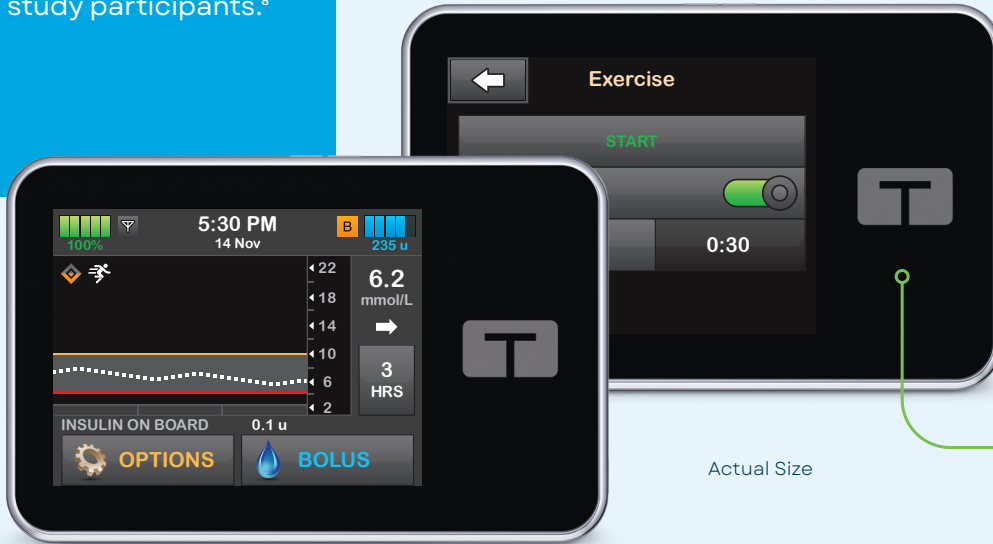 study participants.⁸
Exercise
START
0:30
5:30 PM
14 Nov
100%
B
235 u
22
18
14
10
6
2
6.2
mmol/L
3
HRS
INSULIN ON BOARD 0.1 u
OPTIONS
BOLUS
T
T
Actual Size